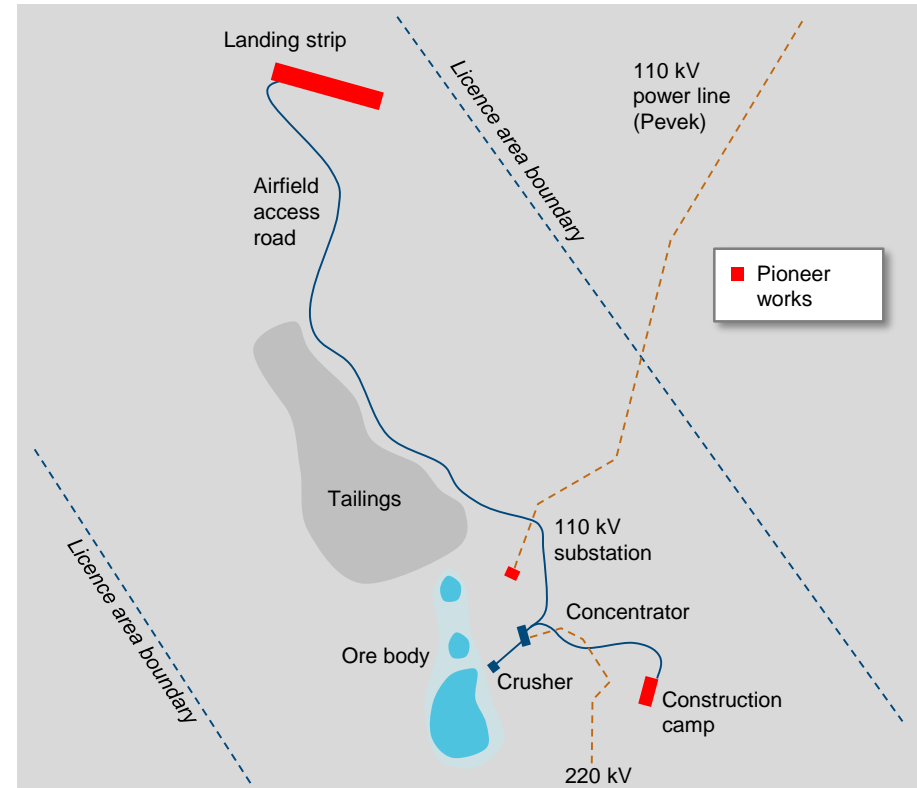 Landing strip
Licence area boundary
110 kV
power line
(Pevek)
Airfield
access
road
Pioneer
works
Tailings
110 kV
substation
Licence area boundary
Concentrator
Ore body
Crusher
Construction
camp
220 kV